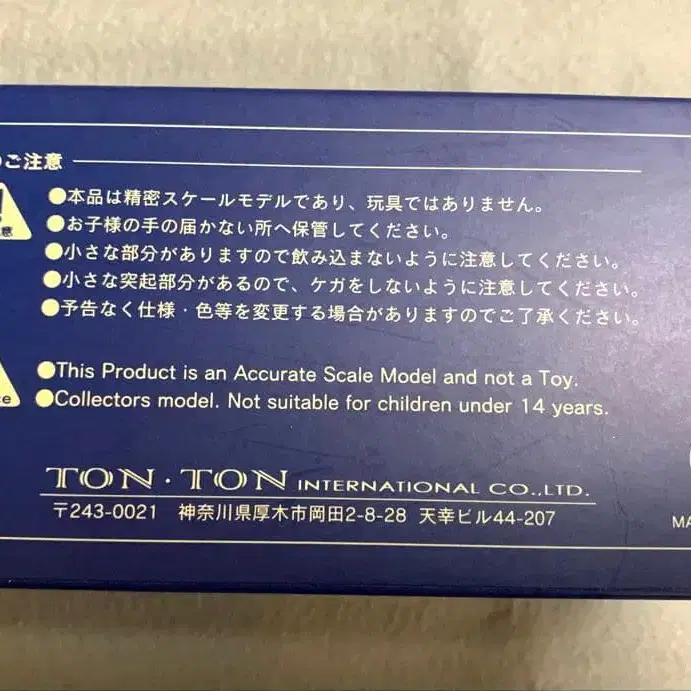 のご注意
!
意
●本品は精密スケールモデルであり、玩具ではありません。
●お子様の手の届かない所へ保管してください。
●小さな部分がありますので飲み込まないように注意してください。
●小さな突起部分があるので、ケガをしないように注意してください。
●予告なく仕様・色等を変更する場合がありますのでご了承ください。
●This Product is an Accurate Scale Model and not a Toy.
●Collectors model. Not suitable for children under 14 years.
ce
TON・TON INTERNATIONAL CO.,LTD.
〒243-0021 神奈川県厚木市岡田2-8-28 天幸ビル44-207
MA